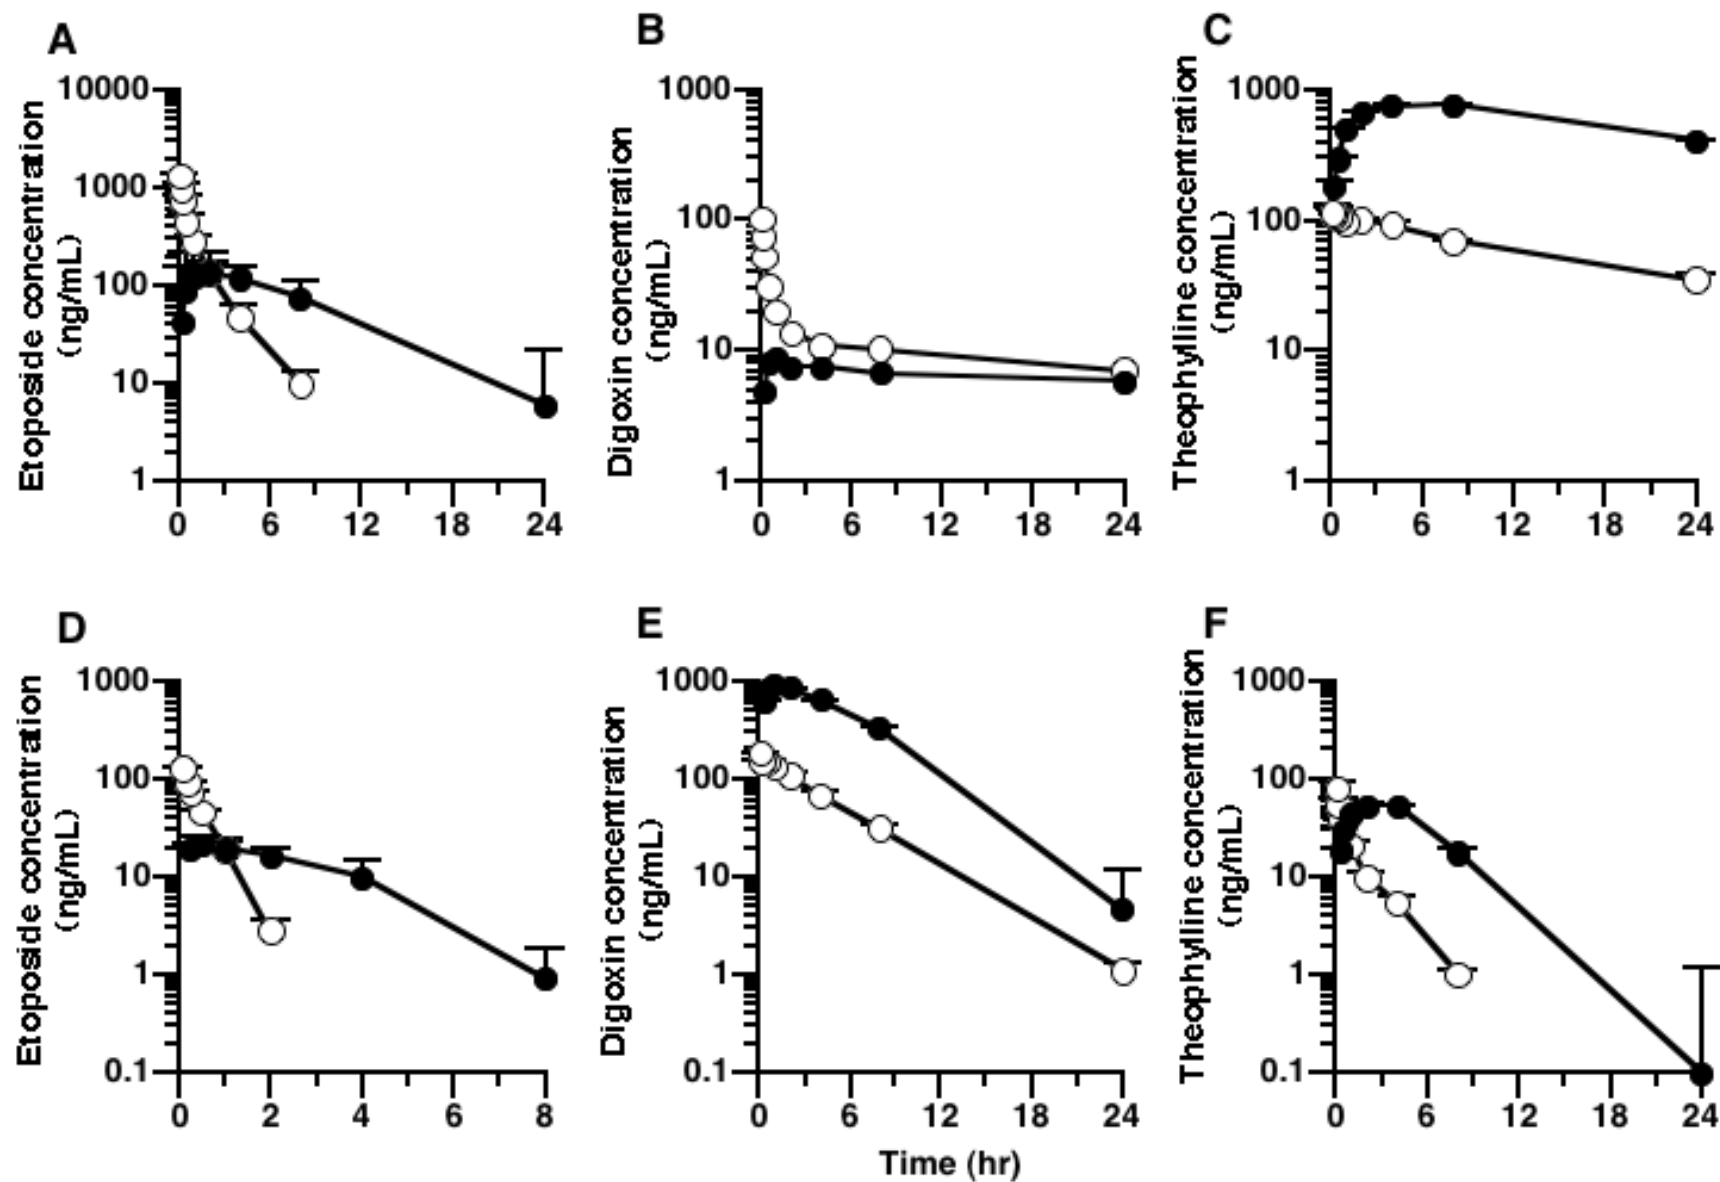 A
Etoposide concentration
(ng/mL)
10000
1000
100
10
1
0 6 12 18 24
B
Digoxin concentration
(ng/mL)
1000
100
10
1
0 6 12 18 24
C
Theophylline concentration
(ng/mL)
1000
100
10
1
0 6 12 18 24
D
Etoposide concentration
(ng/mL)
1000
100
10
1
0.1
0 2 4 6 8
E
Digoxin concentration
(ng/mL)
1000
100
10
1
0.1
0 6 12 18 24
F
Theophylline concentration
(ng/mL)
1000
100
10
1
0.1
0 6 12 18 24
Time (hr)